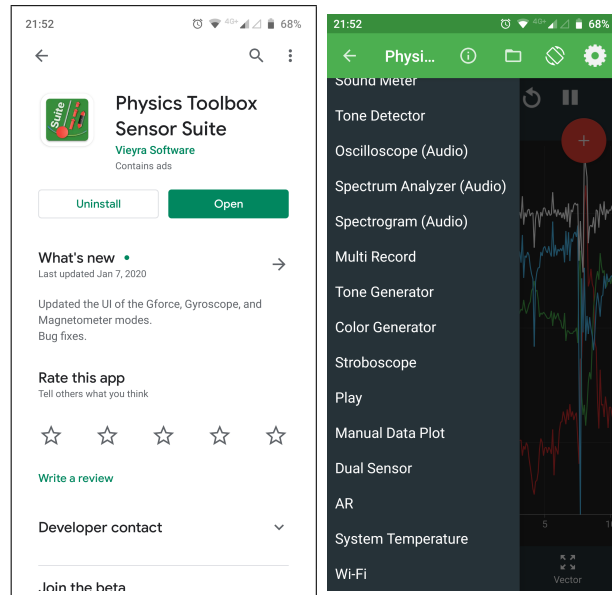 21:52
4G+
68%
Suite
Physics Toolbox
Sensor Suite
Vieyra Software
Contains ads
Uninstall
Open
What's new
Last updated Jan 7, 2020
Updated the UI of the Gforce, Gyroscope, and
Magnetometer modes.
Bug fixes.
Rate this app
Tell others what you think
Write a review
Developer contact
Join the beta
21:52
4G+
68%
Physi...
Sound Meter
Tone Detector
Oscilloscope (Audio)
Spectrum Analyzer (Audio)
Spectrogram (Audio)
Multi Record
Tone Generator
Color Generator
Stroboscope
Play
Manual Data Plot
Dual Sensor
AR
System Temperature
Wi-Fi
5
Vector